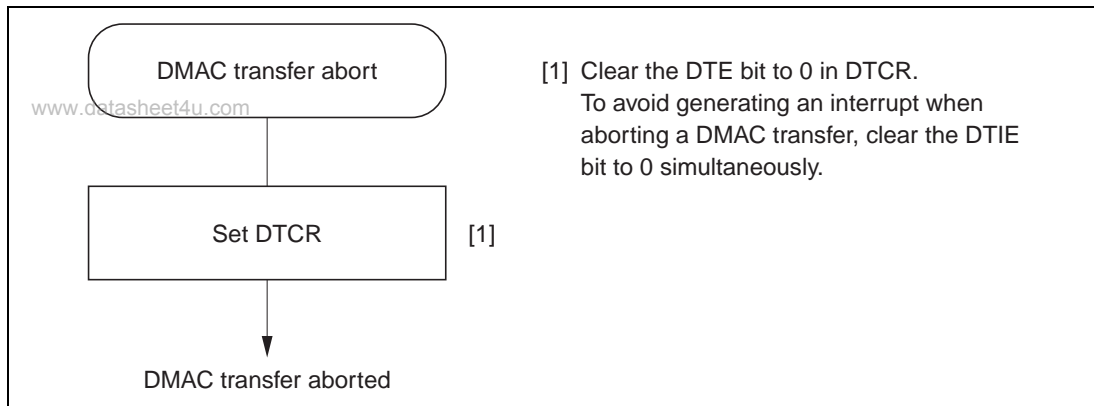 DMAC transfer abort
www.datasheet4u.com
Set DTCR
[1]
DMAC transfer aborted
[1] Clear the DTE bit to 0 in DTCR.
To avoid generating an interrupt when
aborting a DMAC transfer, clear the DTIE
bit to 0 simultaneously.